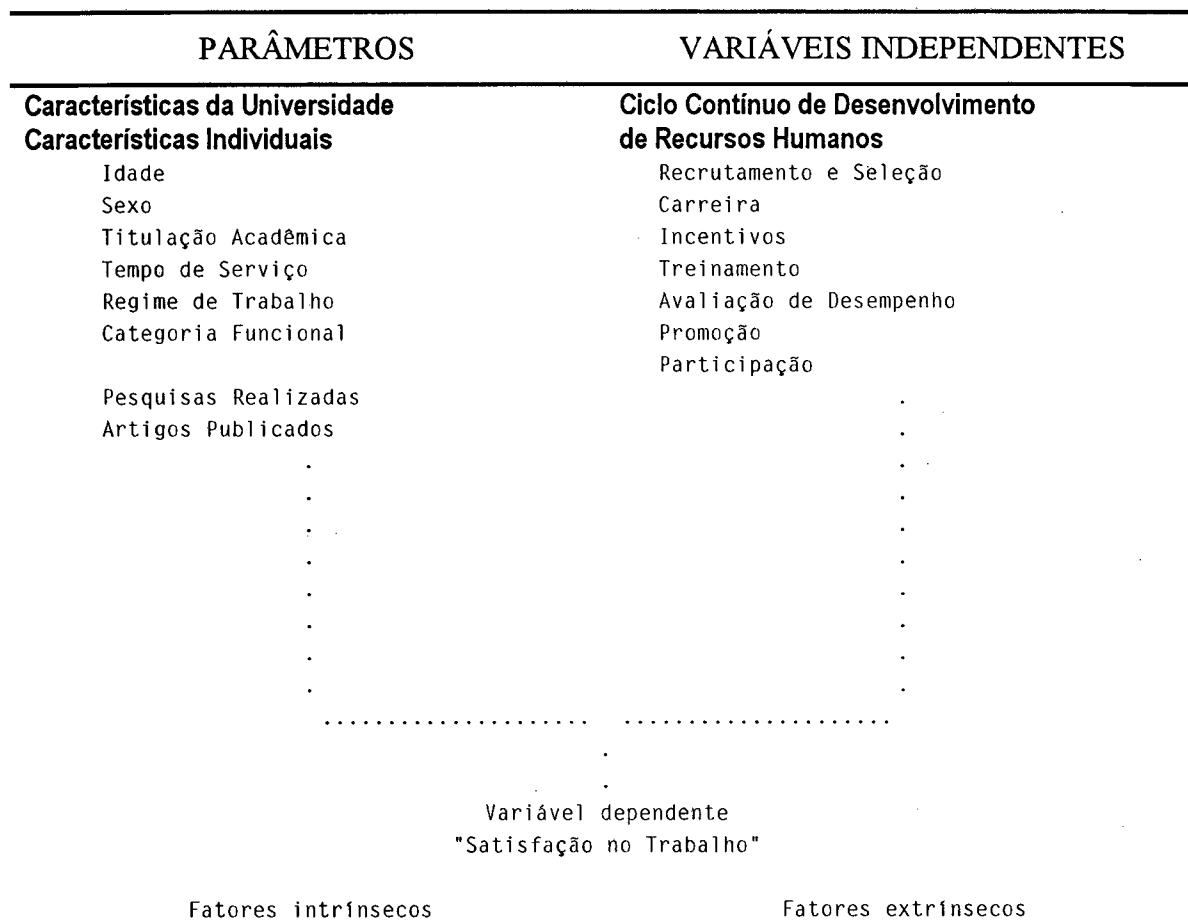 PARÂMETROS
VARIÁVEIS INDEPENDENTES
Características da Universidade
Características Individuais
Idade
Sexo
Titulação Acadêmica
Tempo de Serviço
Regime de Trabalho
Categoria Funcional
Pesquisas Realizadas
Artigos Publicados
Ciclo Contínuo de Desenvolvimento
de Recursos Humanos
Recrutamento e Seleção
Carreira
Incentivos
Treinamento
Avaliação de Desempenho
Promoção
Participação
Variável dependente
"Satisfação no Trabalho"
Fatores intrínsecos
Fatores extrínsecos